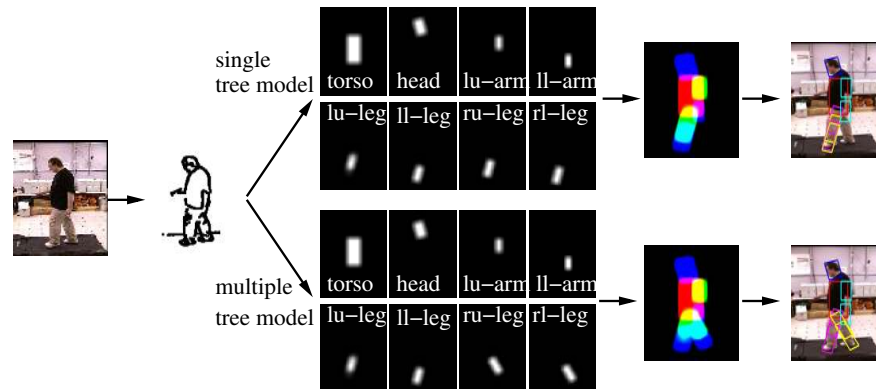 single
tree model
torso head lu-arm ll-arm
lu-leg ll-leg ru-leg rl-leg
multiple
tree model
torso head lu-arm ll-arm
lu-leg ll-leg ru-leg rl-leg